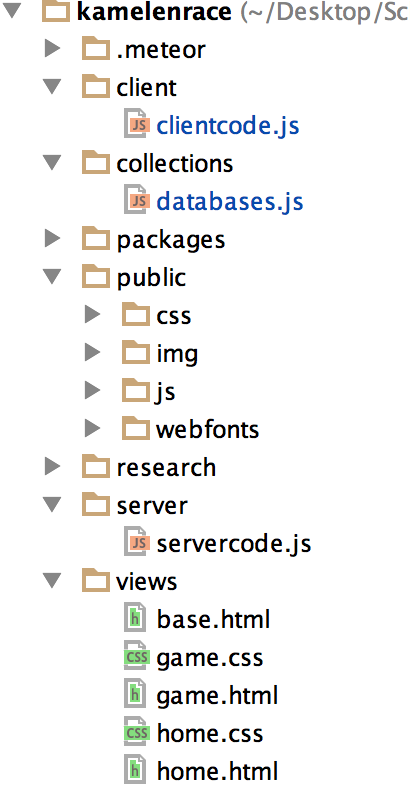 kamelenrace (~/Desktop/Sc
.meteor
client
JS clientcode.js
collections
JS databases.js
packages
public
css
img
js
webfonts
research
server
JS servercode.js
views
h base.html
CSS game.css
h game.html
CSS home.css
h home.html